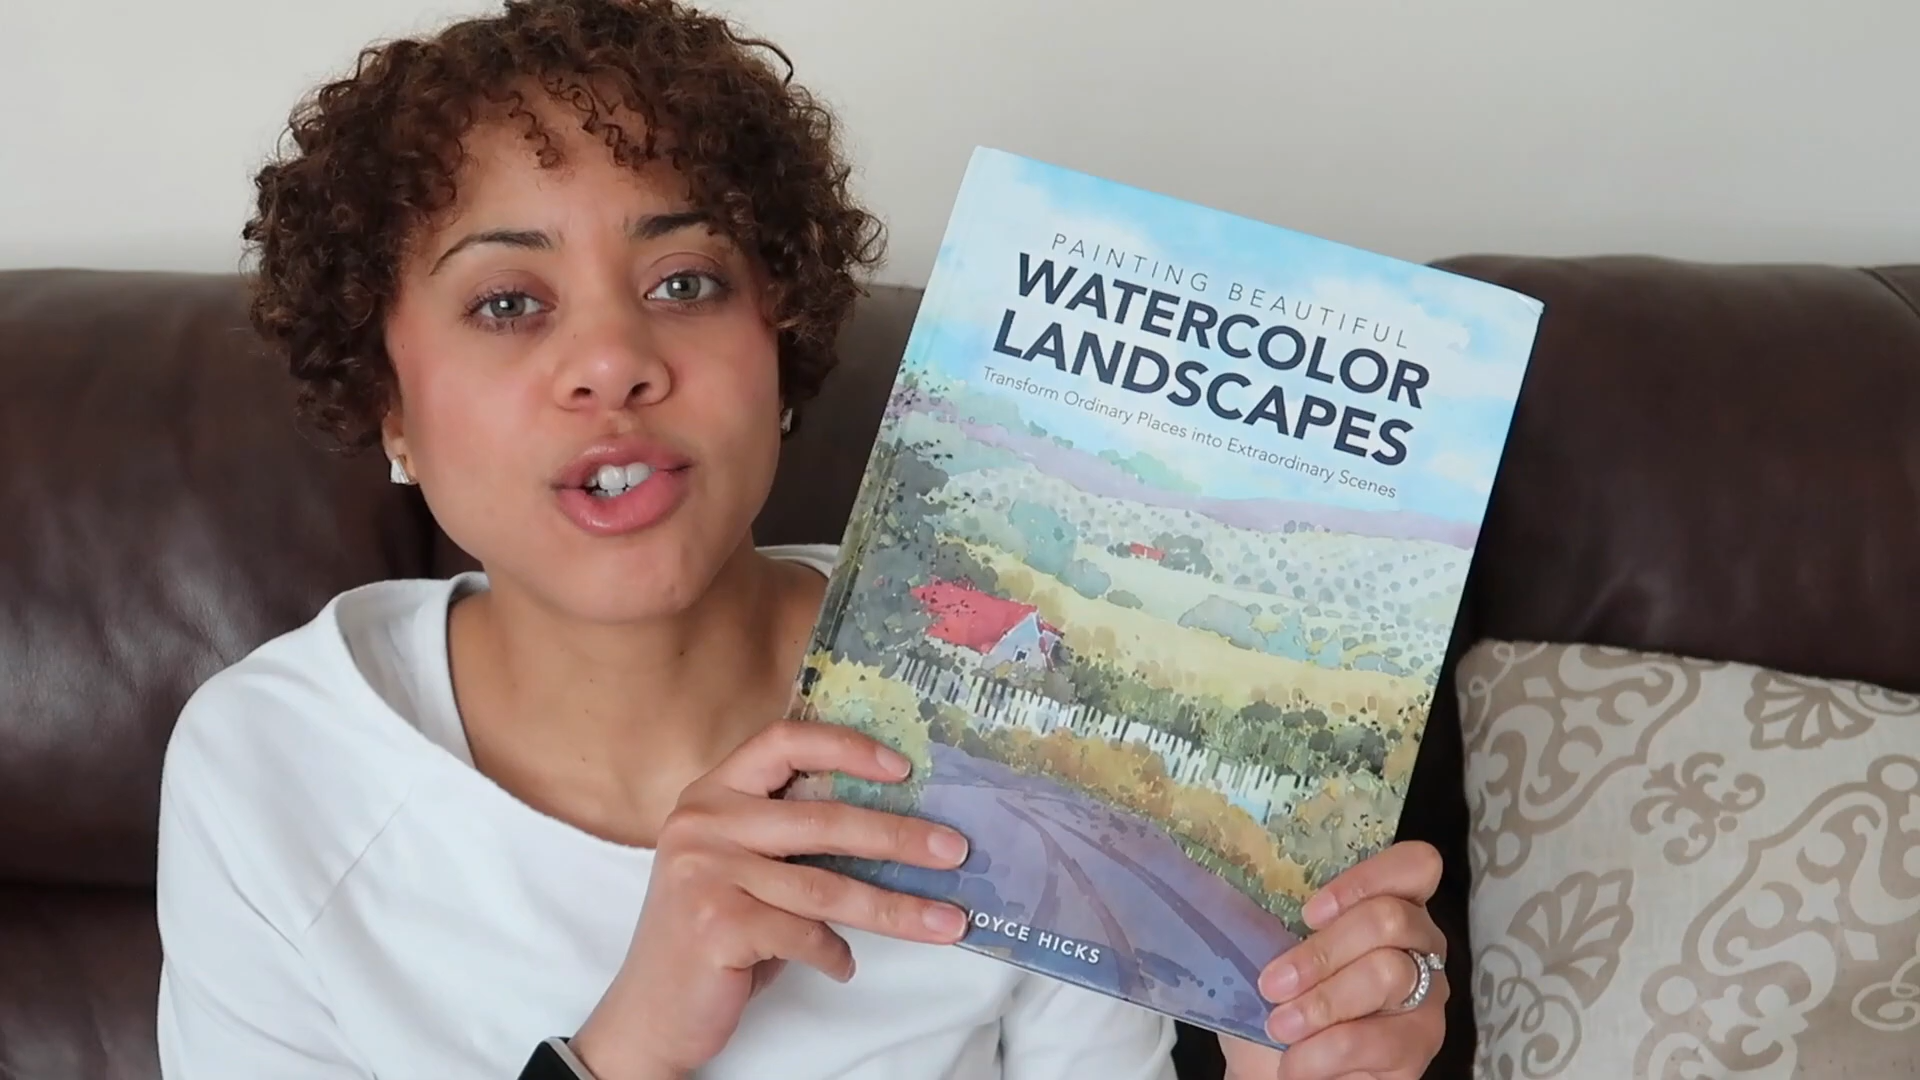 PAINTING BEAUTIFUL
WATERCOLOR
LANDSCAPES
Transform Ordinary Places into Extraordinary Scenes
JOYCE HICKS